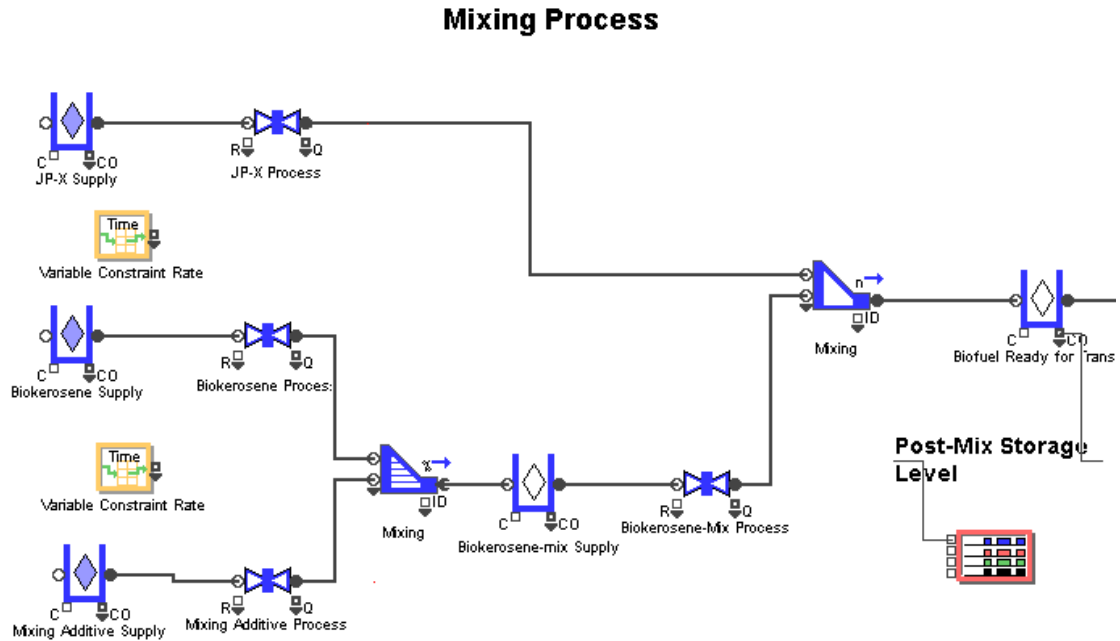 Mixing Process
C
CO
JP-X Supply
R
Q
JP-X Process
Time
Variable Constraint Rate
C
CO
Biokerosene Supply
R
Q
Biokerosene Proces:
n
ID
Mixing
C
CO
Biofuel Ready for Trans
Time
Variable Constraint Rate
%
ID
Mixing
C
CO
Biokerosene-mix Supply
R
Q
Biokerosene-Mix Process
Post-Mix Storage
Level
C
CO
Mixing Additive Supply
R
Q
Mixing Additive Process